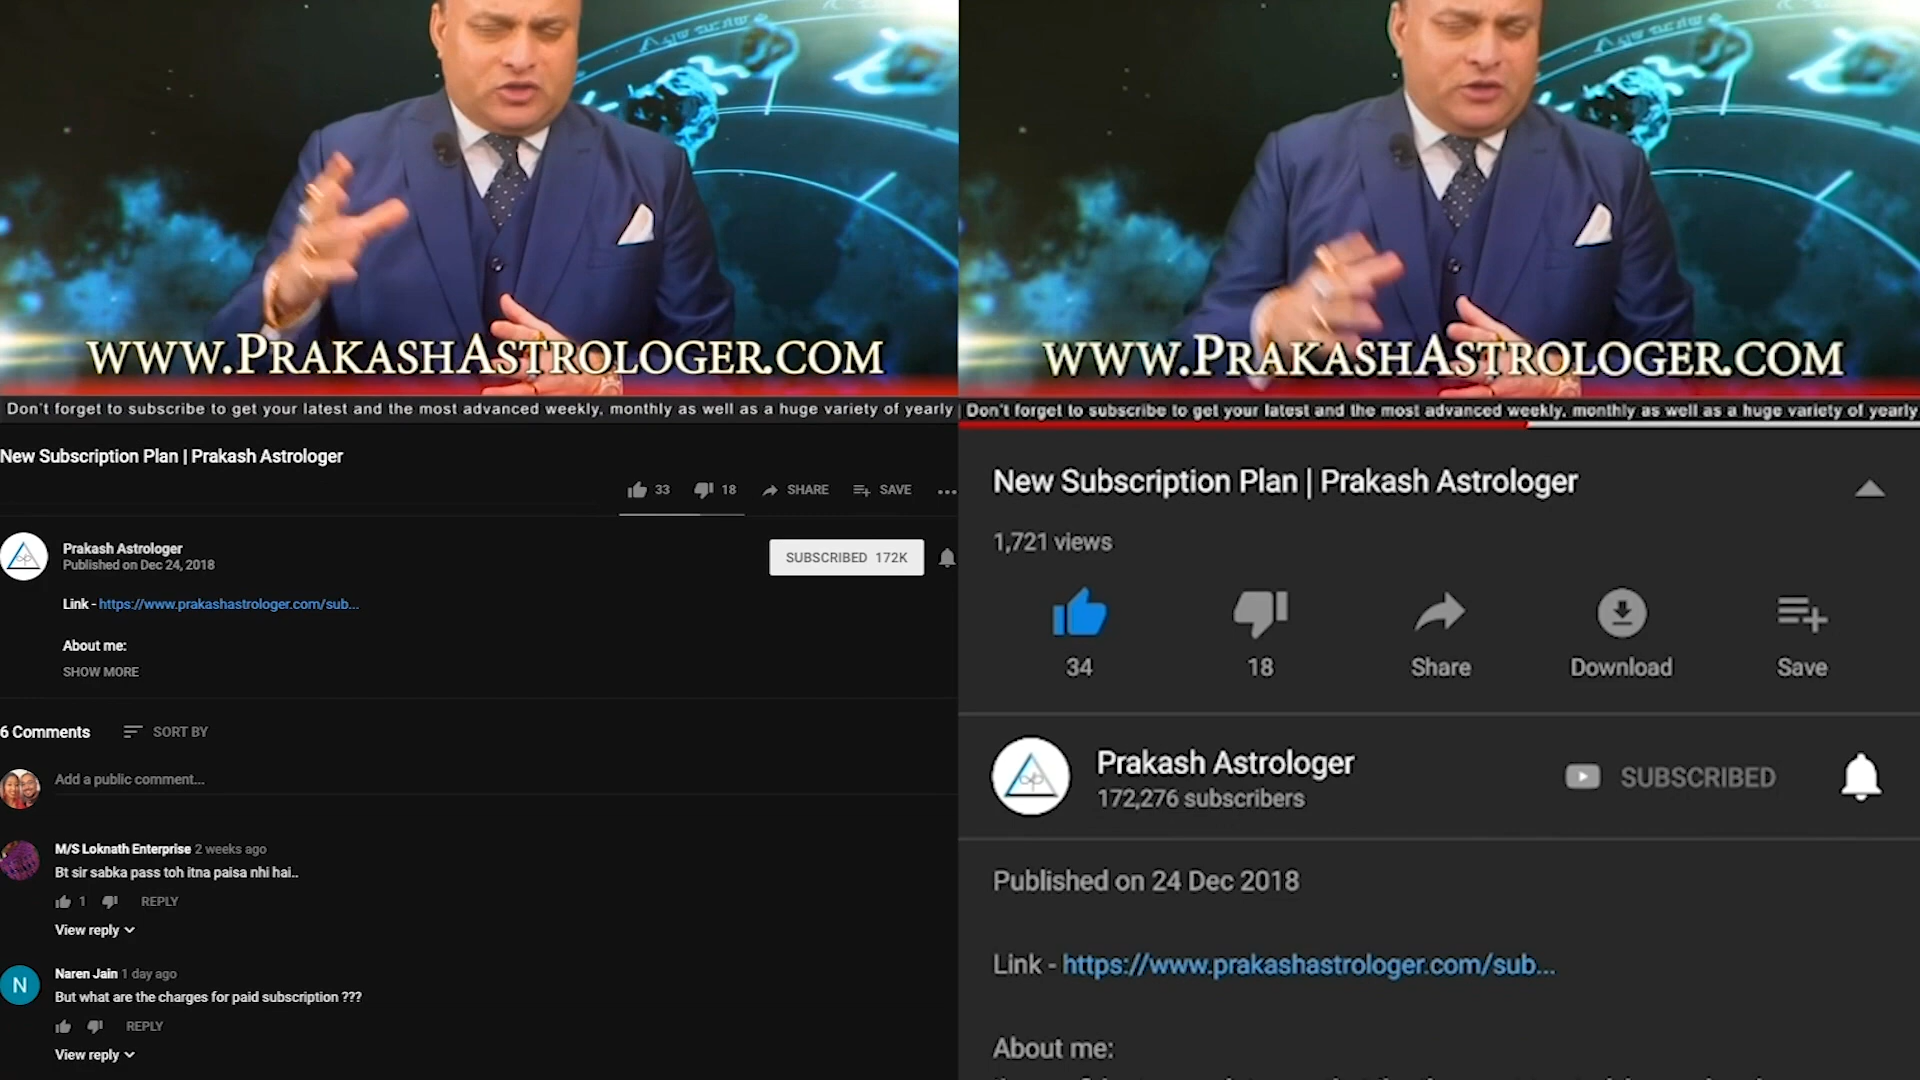 WWW.PRAKASHASTROLOGER.COM
Don't forget to subscribe to get your latest and the most advanced weekly, monthly as well as a huge variety of yearly
New Subscription Plan | Prakash Astrologer
33 18 SHARE SAVE
Prakash Astrologer
Published on Dec 24, 2018
SUBSCRIBED 172K
Link - https://www.prakashastrologer.com/sub...
About me:
SHOW MORE
6 Comments SORT BY
Add a public comment...
M/S Loknath Enterprise 2 weeks ago
Bt sir sabka pass toh itna paisa nhi hai..
1 REPLY
View reply
N
Naren Jain 1 day ago
But what are the charges for paid subscription ???
REPLY
View reply
WWW.PRAKASHASTROLOGER.COM
Don't forget to subscribe to get your latest and the most advanced weekly, monthly as well as a huge variety of yearly
New Subscription Plan | Prakash Astrologer
1,721 views
34 18 Share Download Save
Prakash Astrologer
172,276 subscribers
SUBSCRIBED
Published on 24 Dec 2018
Link - https://www.prakashastrologer.com/sub...
About me: